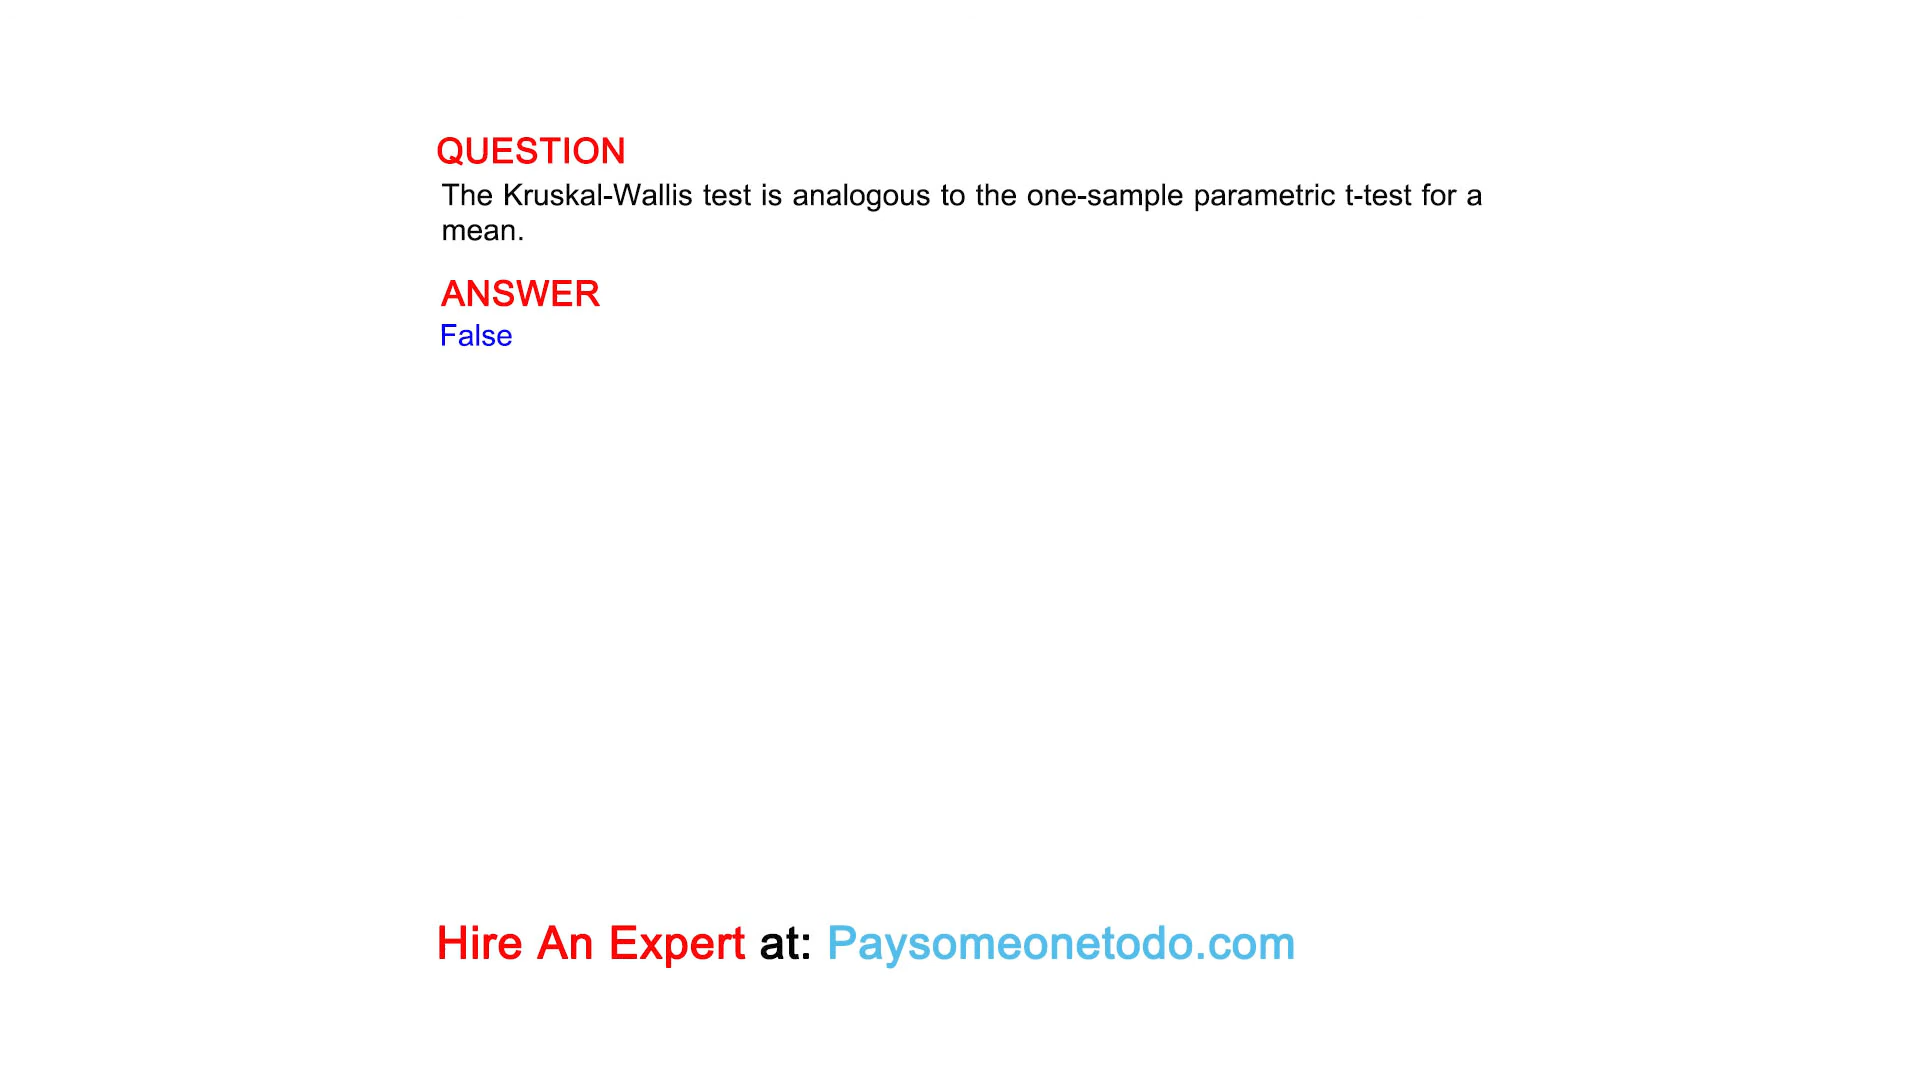 QUESTION
The Kruskal-Wallis test is analogous to the one-sample parametric t-test for a
mean.
ANSWER
False
Hire An Expert at: Paysomeonetodo.com